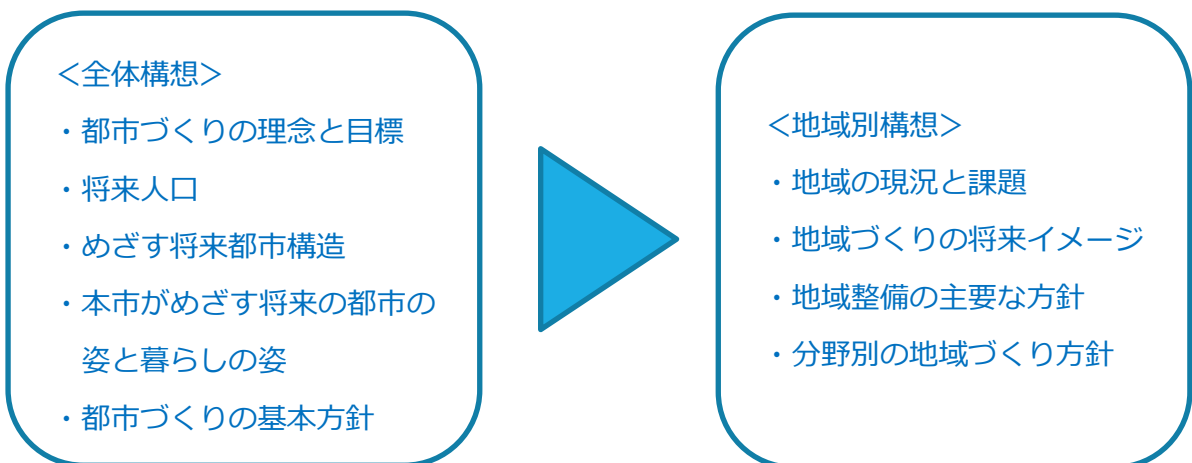 ＜全体構想＞
・都市づくりの理念と目標
・将来人口
・めざす将来都市構造
・本市がめざす将来の都市の
姿と暮らしの姿
・都市づくりの基本方針
＜地域別構想＞
・地域の現況と課題
・地域づくりの将来イメージ
・地域整備の主要な方針
・分野別の地域づくり方針